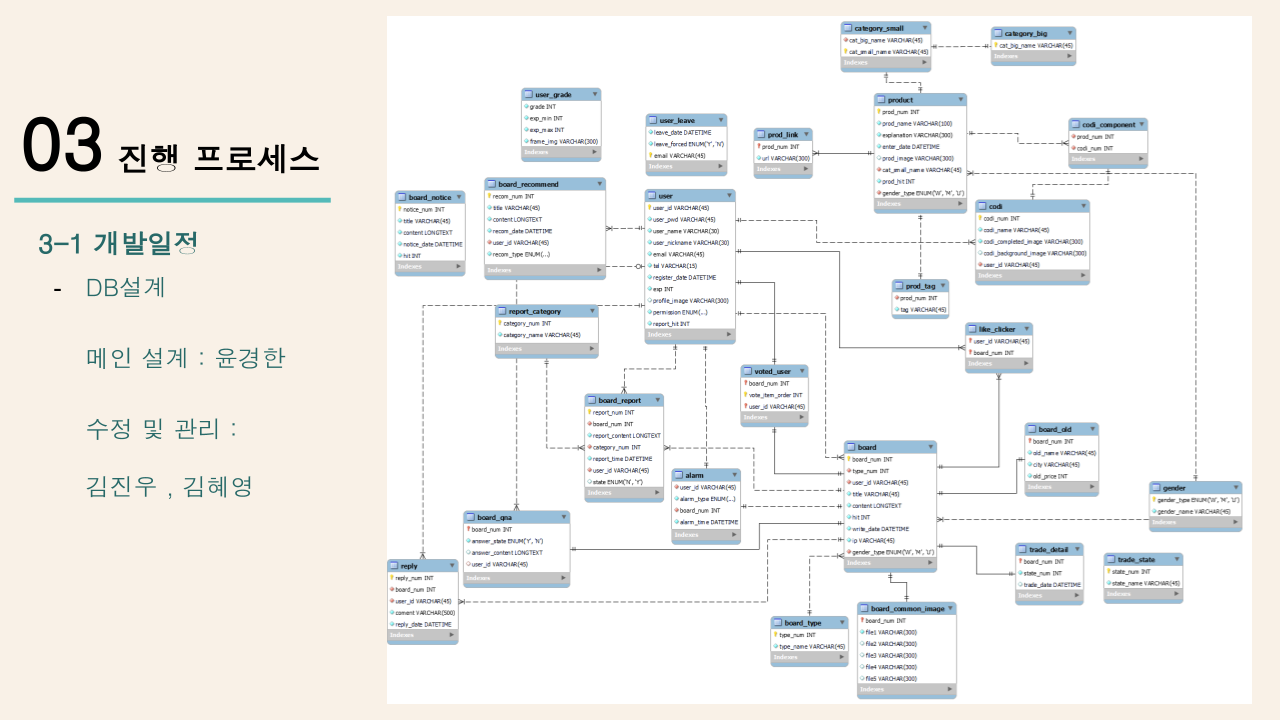 03 진행 프로세스
3-1 개발일정
- DB설계
메인 설계 : 윤경한
수정 및 관리 :
김진우 , 김혜영
category_small
cat_big_name VARCHAR(45)
cat_small_name VARCHAR(45)
Indexes
category_big
cat_big_name VARCHAR(45)
Indexes
user_grade
grade INT
exp_min INT
exp_max INT
frame_img VARCHAR(300)
Indexes
user_leave
leave_date DATETIME
leave_forced ENUM('Y','N')
email VARCHAR(45)
Indexes
prod_link
prod_num INT
url VARCHAR(300)
Indexes
product
prod_num INT
prod_name VARCHAR(100)
explanation VARCHAR(300)
enter_date DATETIME
prod_image VARCHAR(300)
cat_small_name VARCHAR(45)
prod_hit INT
gender_type ENUM('W', 'M', 'U')
Indexes
codi_component
prod_num INT
codi_num INT
Indexes
board_notice
notice_num INT
title VARCHAR(45)
content LONGTEXT
notice_date DATETIME
hit INT
Indexes
board_recommend
recom_num INT
title VARCHAR(45)
content LONGTEXT
recom_date DATETIME
user_id VARCHAR(45)
recom_type ENUM(...)
Indexes
user
user_id VARCHAR(45)
user_pwd VARCHAR(45)
user_name VARCHAR(30)
user_nickname VARCHAR(30)
email VARCHAR(45)
tel VARCHAR(15)
register_date DATETIME
exp INT
profile_image VARCHAR(300)
permission ENUM(...)
report_hit INT
Indexes
codi
codi_num INT
codi_name VARCHAR(45)
codi_completed_image VARCHAR(300)
codi_background_image VARCHAR(300)
user_id VARCHAR(45)
Indexes
prod_tag
prod_num INT
tag VARCHAR(45)
Indexes
report_category
category_num INT
category_name VARCHAR(45)
Indexes
like_clicker
user_id VARCHAR(45)
board_num INT
Indexes
voted_user
board_num INT
vote_item_order INT
user_id VARCHAR(45)
Indexes
board_report
report_num INT
board_num INT
report_content LONGTEXT
category_num INT
report_time DATETIME
user_id VARCHAR(45)
state ENUM('N', 'Y')
Indexes
board_old
board_num INT
old_name VARCHAR(45)
city VARCHAR(45)
old_price INT
Indexes
board
board_num INT
type_num INT
user_id VARCHAR(45)
title VARCHAR(45)
content LONGTEXT
hit INT
write_date DATETIME
ip VARCHAR(45)
gender_type ENUM('W', 'M', 'U')
Indexes
alarm
user_id VARCHAR(45)
alarm_type ENUM(...)
board_num INT
alarm_time DATETIME
Indexes
gender
gender_type ENUM('W', 'M', 'U')
gender_name VARCHAR(45)
Indexes
board_qna
board_num INT
answer_state ENUM('Y', 'N')
answer_content LONGTEXT
user_id VARCHAR(45)
Indexes
reply
reply_num INT
board_num INT
user_id VARCHAR(45)
coment VARCHAR(500)
reply_date DATETIME
Indexes
trade_detail
board_num INT
state_num INT
trade_date DATETIME
Indexes
trade_state
state_num INT
state_name VARCHAR(45)
Indexes
board_type
type_num INT
type_name VARCHAR(45)
Indexes
board_common_image
board_num INT
file1 VARCHAR(300)
file2 VARCHAR(300)
file3 VARCHAR(300)
file4 VARCHAR(300)
file5 VARCHAR(300)
Indexes